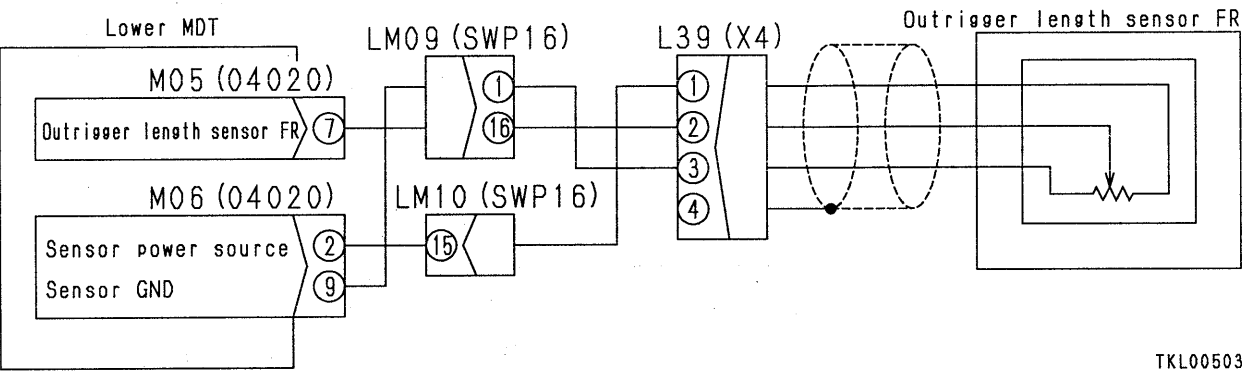 Lower MDT
Outrigger length sensor FR
LM09 (SWP16)
L39 (X4)
M05 (04020)
Outrigger length sensor FR
7
1
16
1
2
3
4
M06 (04020)
LM10 (SWP16)
Sensor power source
2
15
Sensor GND
9
TKL00503